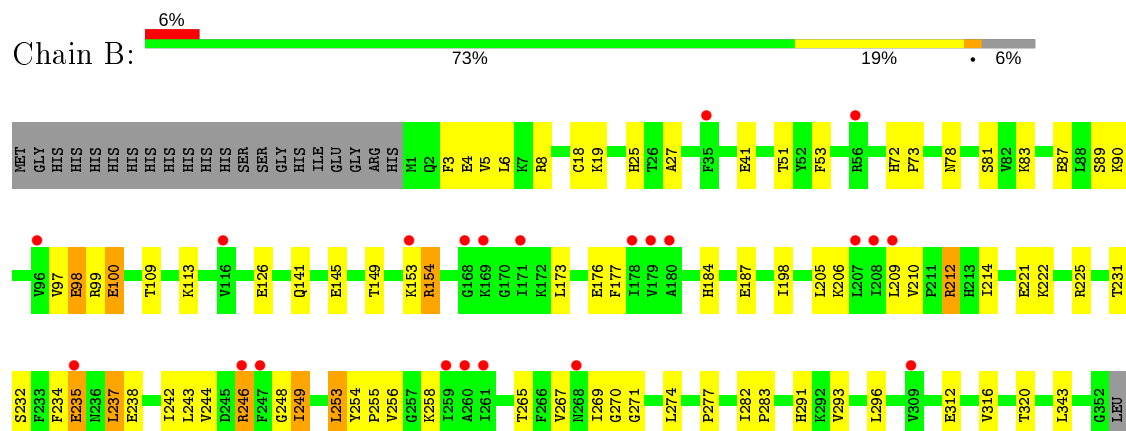 6%
Chain B:
73% 19% • 6%
MET GLY HIS HIS HIS HIS HIS HIS HIS HIS HIS HIS SER SER GLY HIS ILE GLU GLY ARG HIS M1 Q2 F3 E4 V5 L6 K7 R8 C18 K19 H25 T26 A27 F35 E41 T51 Y52 F53 R56 H72 P73 N78 S81 V82 K83 E87 L88 S89 K90
V96 V97 E98 R99 E100 T109 K113 V116 E126 Q141 E145 T149 K153 R154 G168 K169 G170 I171 K172 L173 E176 F177 I178 V179 A180 H184 E187 I198 L205 K206 L207 I208 L209 V210 P211 R212 H213 I214 E221 K222 R225 T231
S232 F233 F234 E235 N236 L237 E238 I242 L243 V244 D245 R246 F247 G248 I249 L253 Y254 P255 V256 G257 K258 I259 A260 I261 T265 F266 V267 N268 I269 G270 G271 L274 P277 I282 P283 H291 K292 V293 L296 V309 E312 V316 T320 L343 G352 LEU